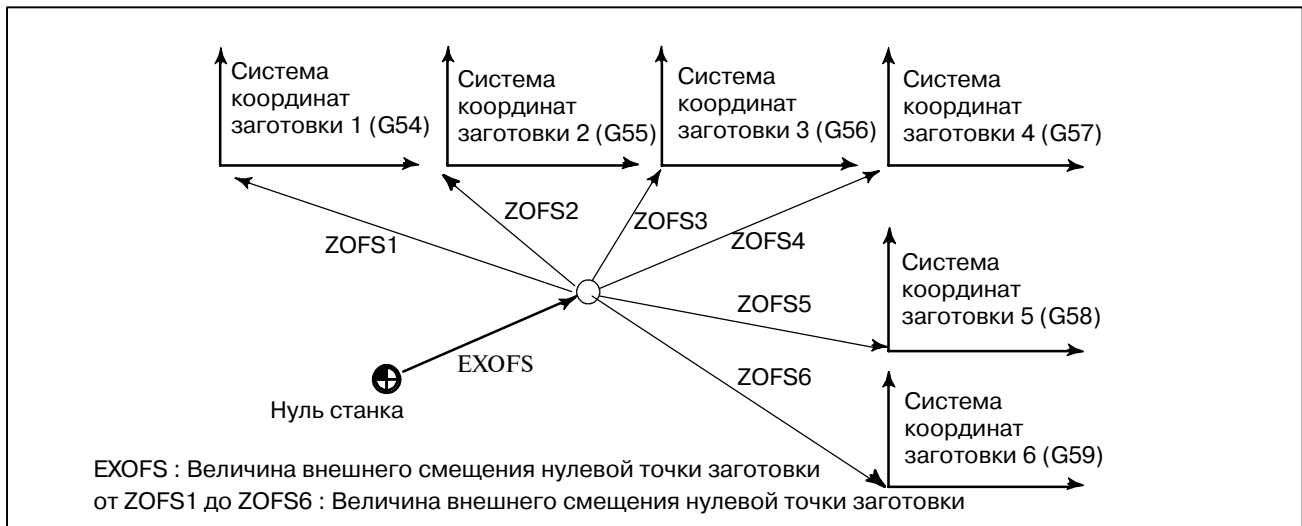 Система
координат
заготовки 1 (G54)
Система
координат
заготовки 2 (G55)
Система
координат
заготовки 3 (G56)
Система
координат
заготовки 4 (G57)
ZOFS1
ZOFS2
ZOFS3
ZOFS4
ZOFS5
Система
координат
заготовки 5 (G58)
EXOFS
ZOFS6
Нуль станка
Система
координат
заготовки 6 (G59)
EXOFS : Величина внешнего смещения нулевой точки заготовки
от ZOFS1 до ZOFS6 : Величина внешнего смещения нулевой точки заготовки